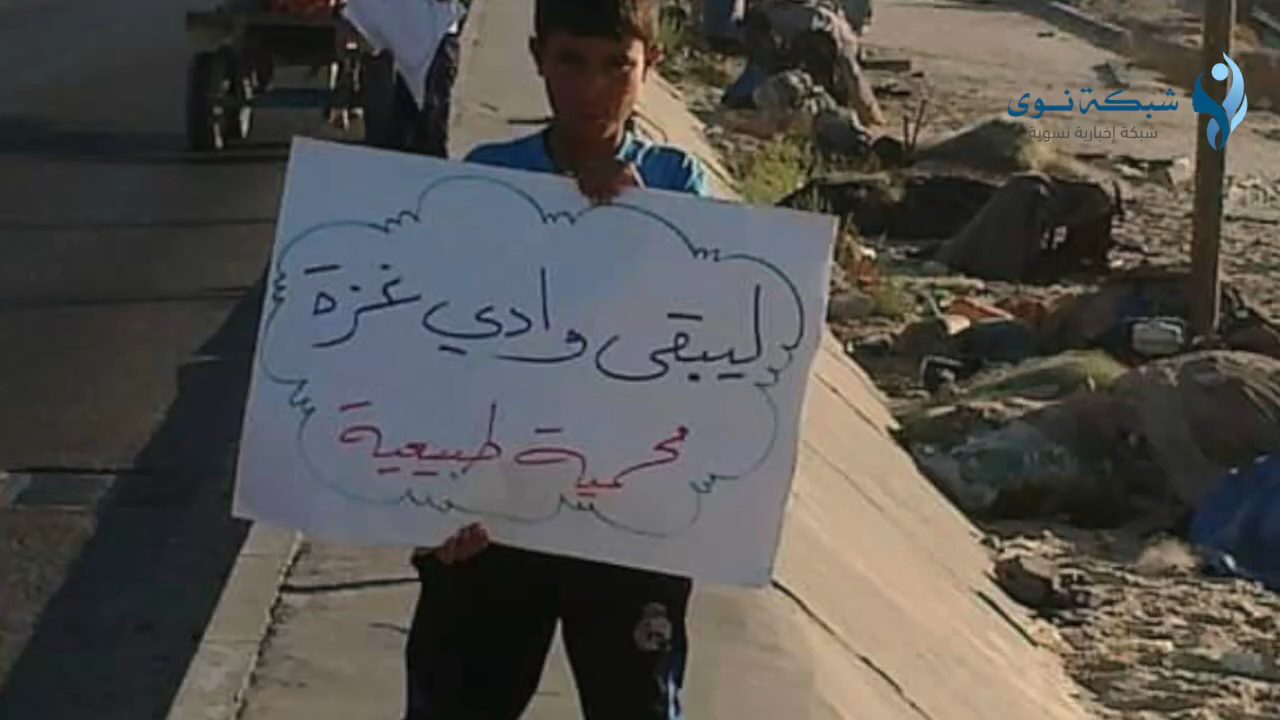 شبكة نوى
شبكة إخبارية نسوية
ليبقى وادي غزة
محمية طبيعية